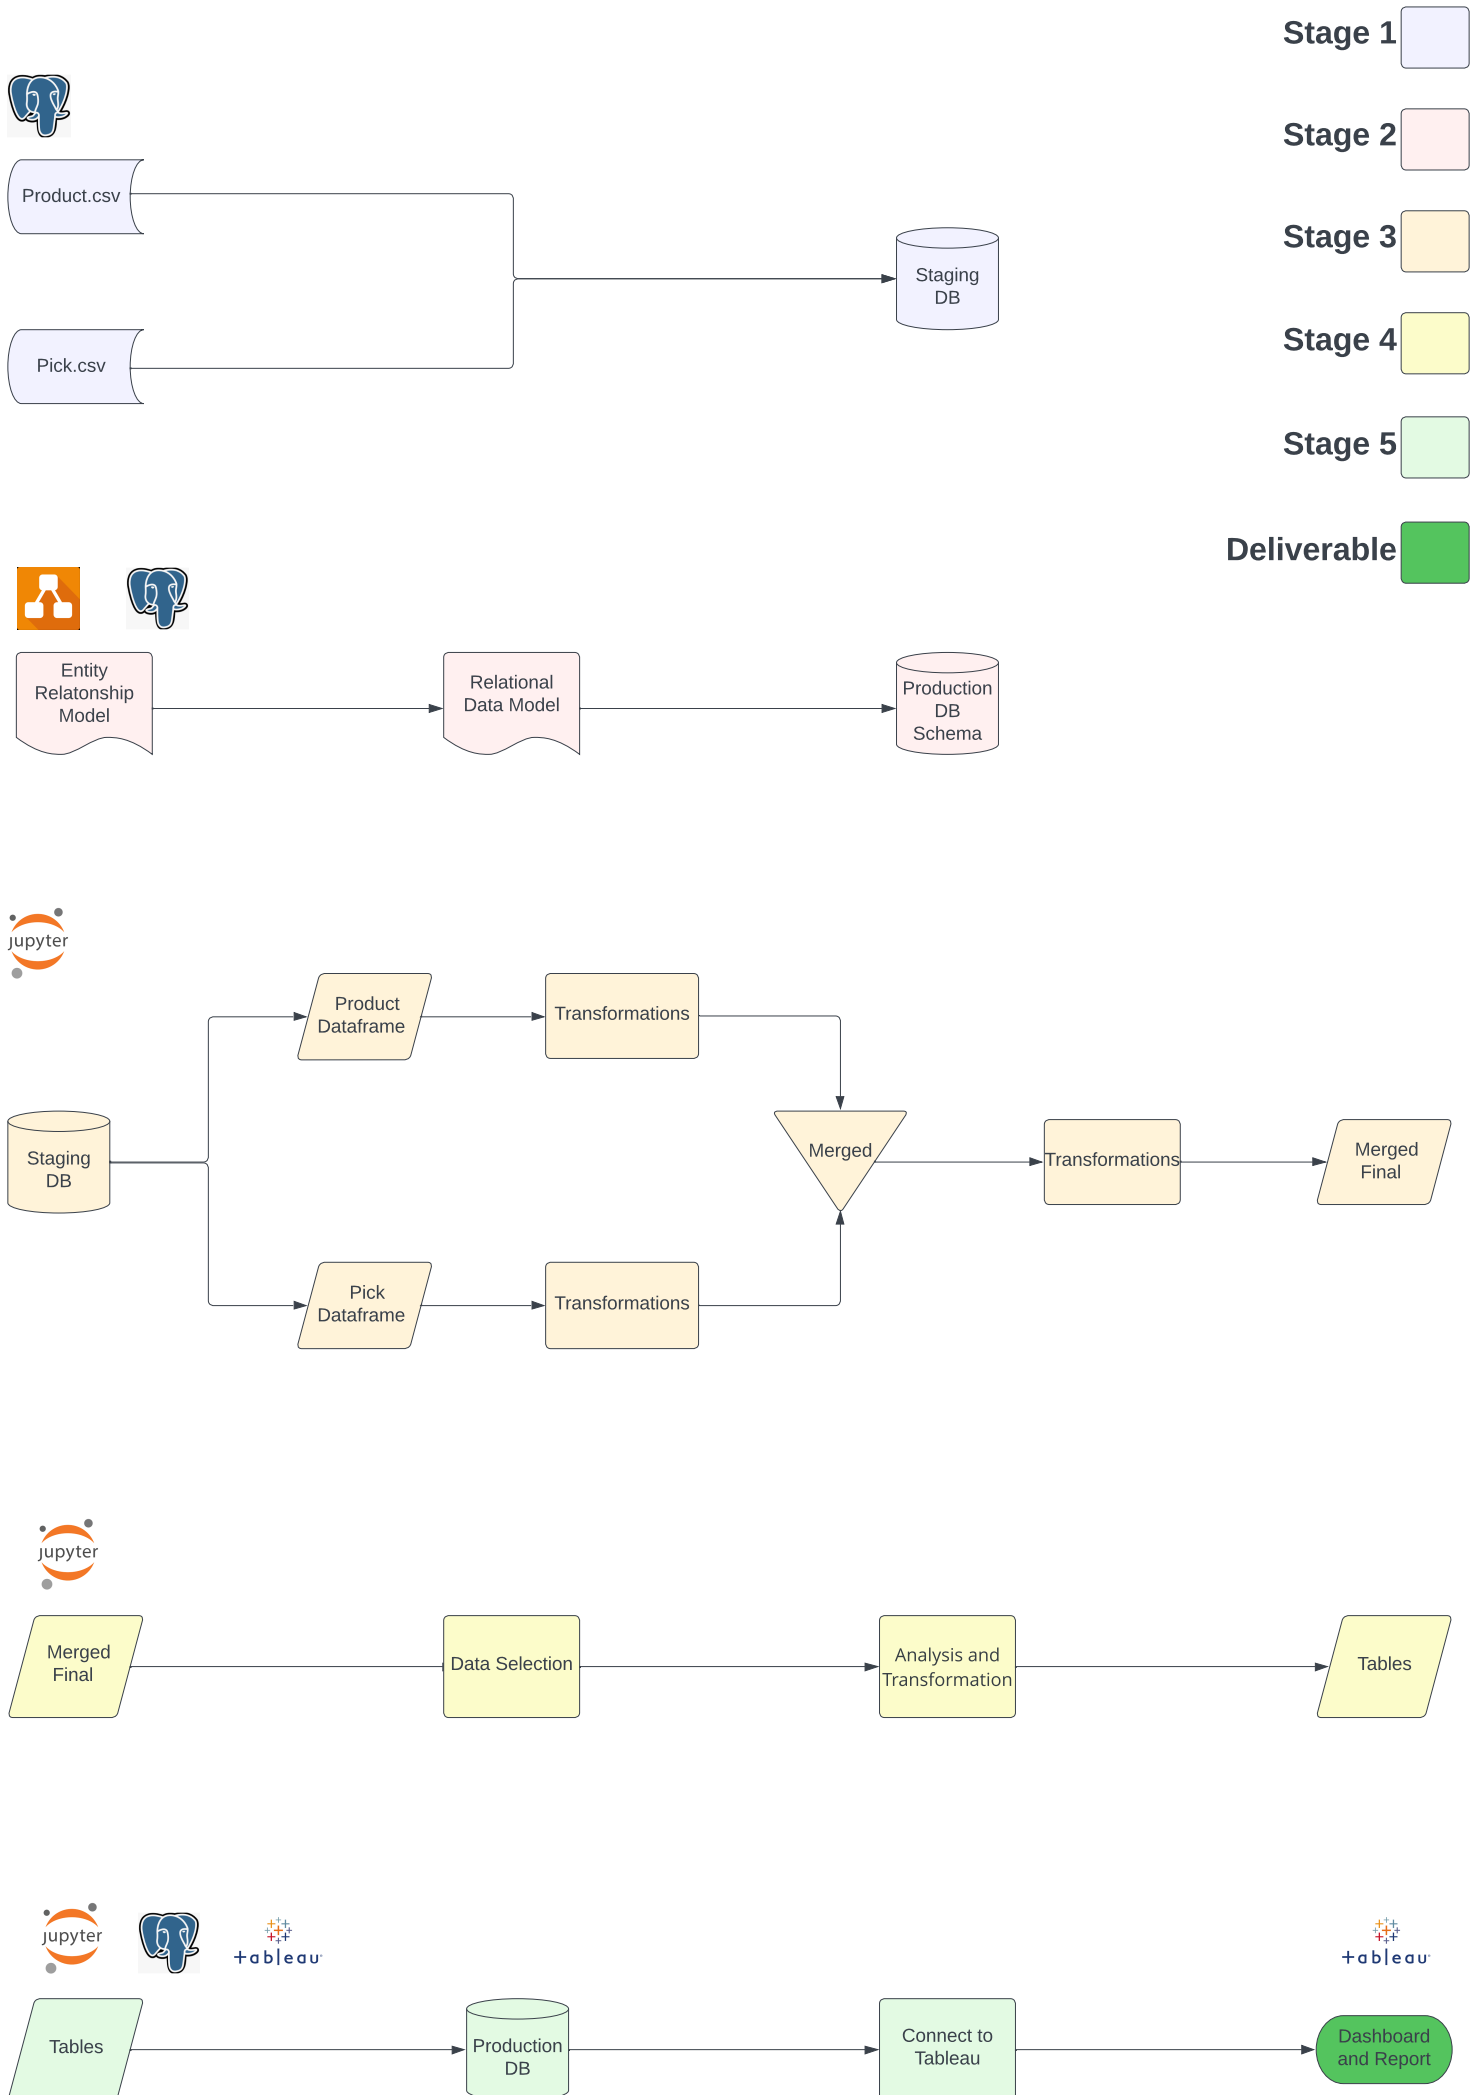 Stage 1
Stage 2
Product.csv
Stage 3
Staging
DB
Stage 4
Pick.csv
Stage 5
Deliverable
Entity
Relatonship
Model
Relational
Data Model
Production
DB
Schema
jupyter
Product
Dataframe
Transformations
Staging
DB
Merged
Transformations
Merged
Final
Pick
Dataframe
Transformations
jupyter
Merged
Final
Data Selection
Analysis and
Transformation
Tables
jupyter
+ableau
+ableau
Tables
Production
DB
Connect to
Tableau
Dashboard
and Report